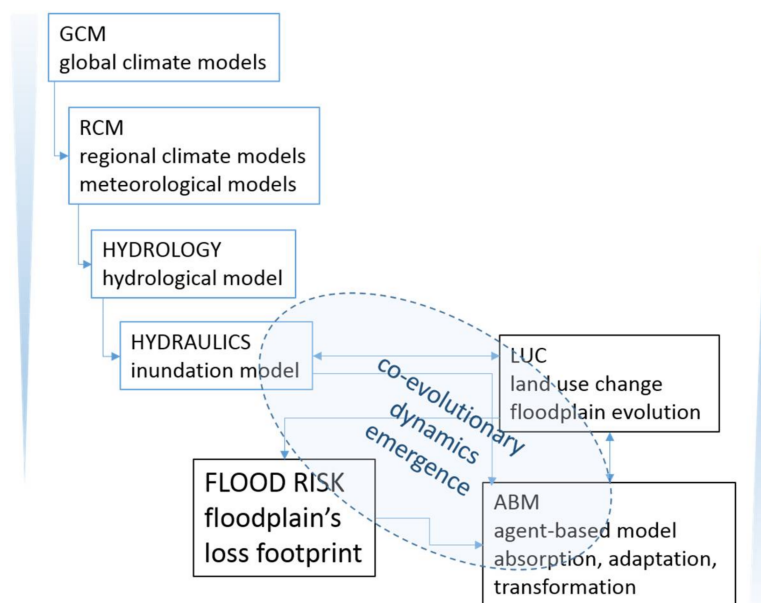 GCM
global climate models
RCM
regional climate models
meteorological models
HYDROLOGY
hydrological model
HYDRAULICS
inundation model
LUC
land use change
floodplain evolution
co-evolutionary
dynamics
emergence
FLOOD RISK
floodplain's
loss footprint
ABM
agent-based model
absorption, adaptation,
transformation